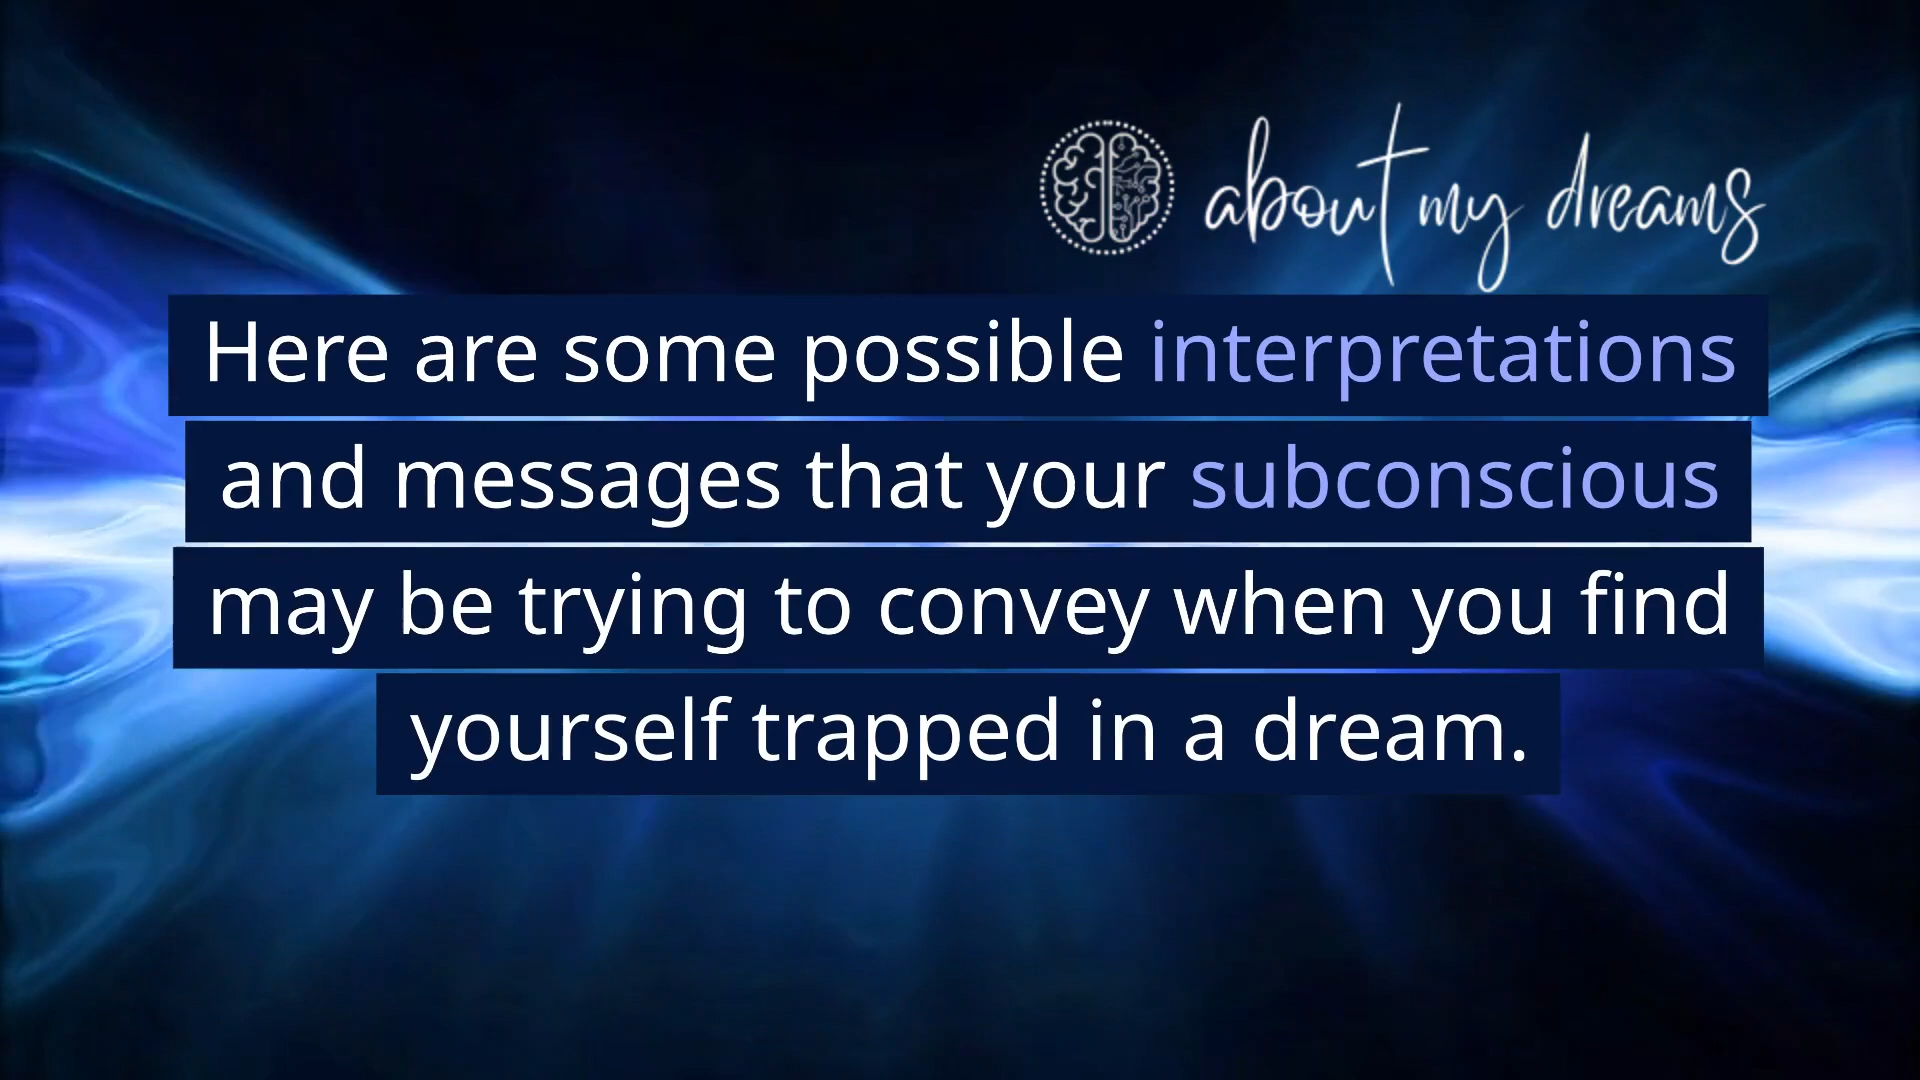 about my dreams
Here are some possible interpretations
and messages that your subconscious
may be trying to convey when you find
yourself trapped in a dream.